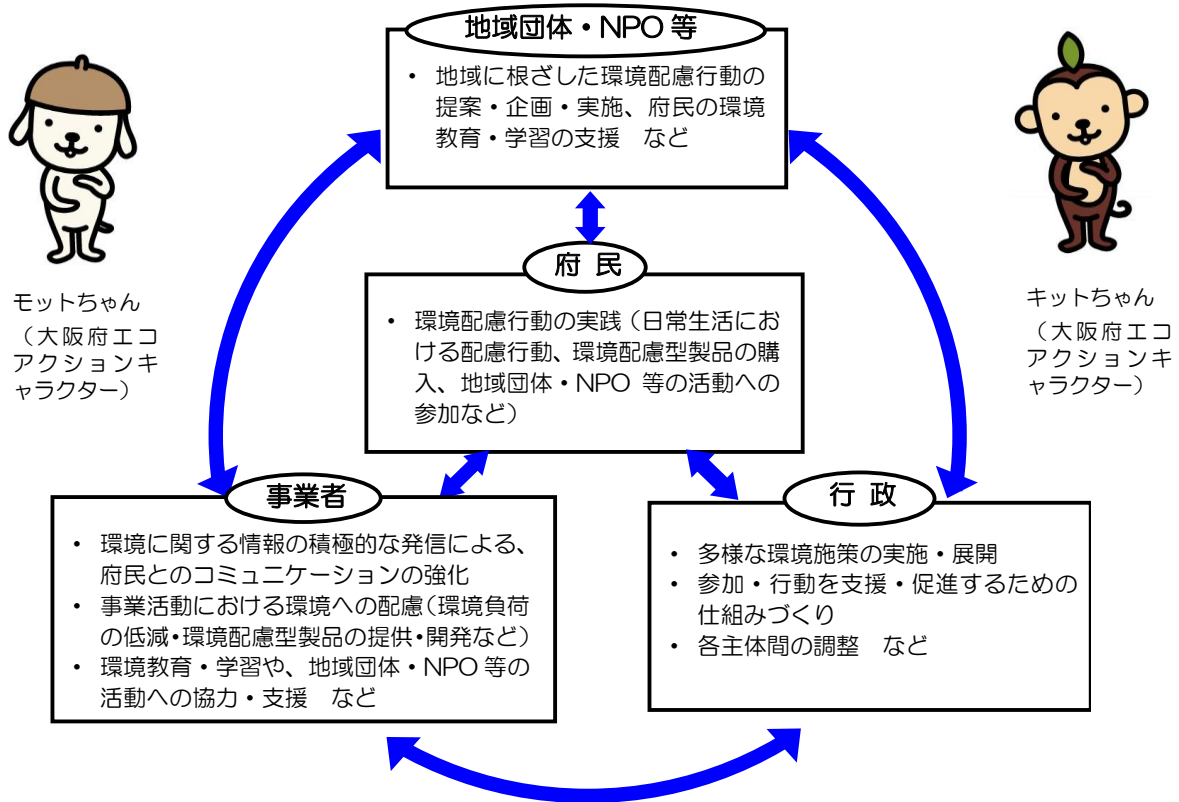 地域団体・NPO 等
・ 地域に根ざした環境配慮行動の
提案・企画・実施、府民の環境
教育・学習の支援　など
モットちゃん
（大阪府エコ
アクションキ
ャラクター）
キットちゃん
（大阪府エコ
アクションキ
ャラクター）
府 民
・ 環境配慮行動の実践（日常生活にお
ける配慮行動、環境配慮型製品の購
入、地域団体・NPO 等の活動への
参加など）
事業者
・ 環境に関する情報の積極的な発信による、
府民とのコミュニケーションの強化
・ 事業活動における環境への配慮（環境負荷
の低減・環境配慮型製品の提供・開発など）
・ 環境教育・学習や、地域団体・NPO 等の
活動への協力・支援　など
行 政
・ 多様な環境施策の実施・展開
・ 参加・行動を支援・促進するための
仕組みづくり
・ 各主体間の調整　など